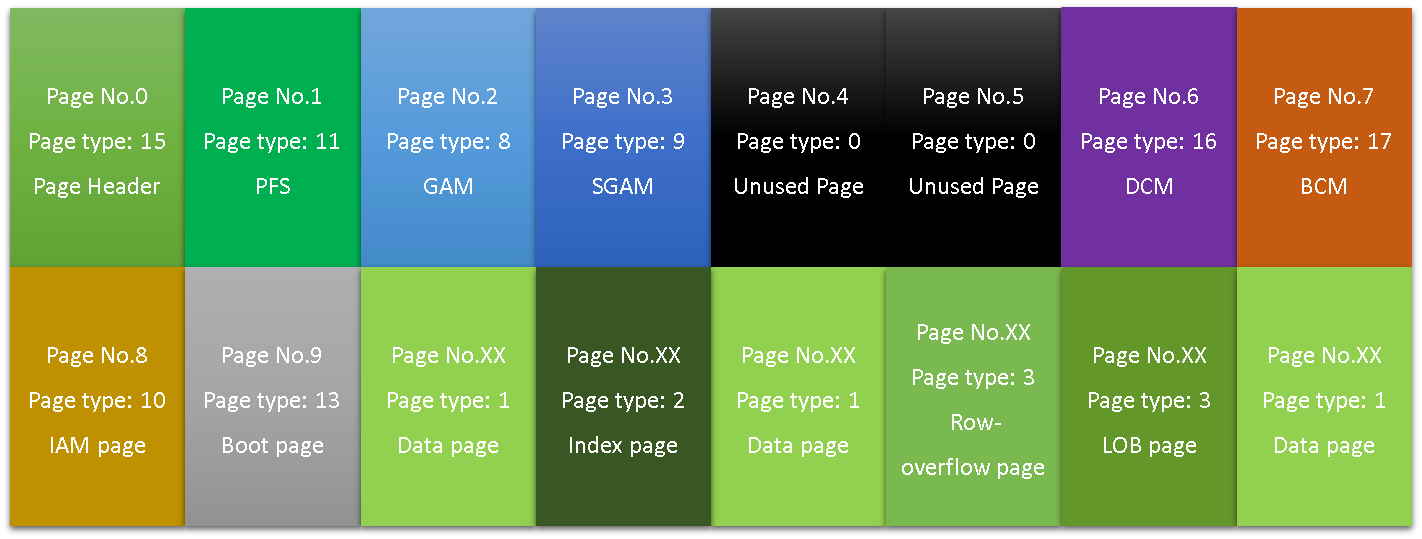 Page No.0
Page type: 15
Page Header
Page No.1
Page type: 11
PFS
Page No.2
Page type: 8
GAM
Page No.3
Page type: 9
SGAM
Page No.4
Page type: 0
Unused Page
Page No.5
Page type: 0
Unused Page
Page No.6
Page type: 16
DCM
Page No.7
Page type: 17
BCM
Page No.8
Page type: 10
IAM page
Page No.9
Page type: 13
Boot page
Page No.XX
Page type: 1
Data page
Page No.XX
Page type: 2
Index page
Page No.XX
Page type: 1
Data page
Page No.XX
Page type: 3
Row-
overflow page
Page No.XX
Page type: 3
LOB page
Page No.XX
Page type: 1
Data page